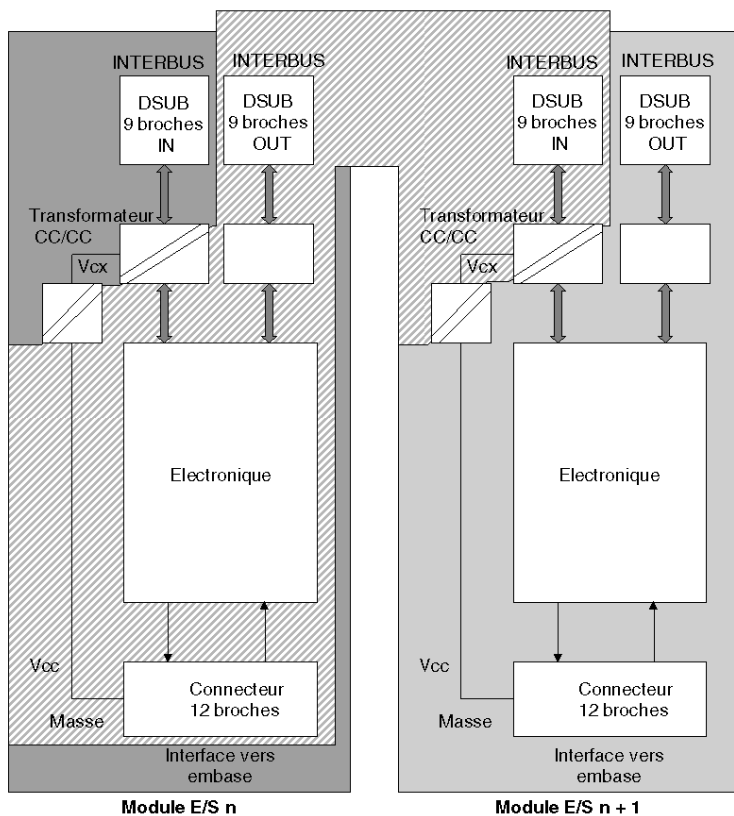 INTERBUS
INTERBUS
DSUB
9 broches
IN
DSUB
9 broches
OUT
Transformateur
CC/CC
Vcx
Electronique
Vcc
Masse
Connecteur
12 broches
Interface vers
embase
Module E/S n
INTERBUS
INTERBUS
DSUB
9 broches
IN
DSUB
9 broches
OUT
Transformateur
CC/CC
Vcx
Electronique
Vcc
Masse
Connecteur
12 broches
Interface vers
embase
Module E/S n + 1